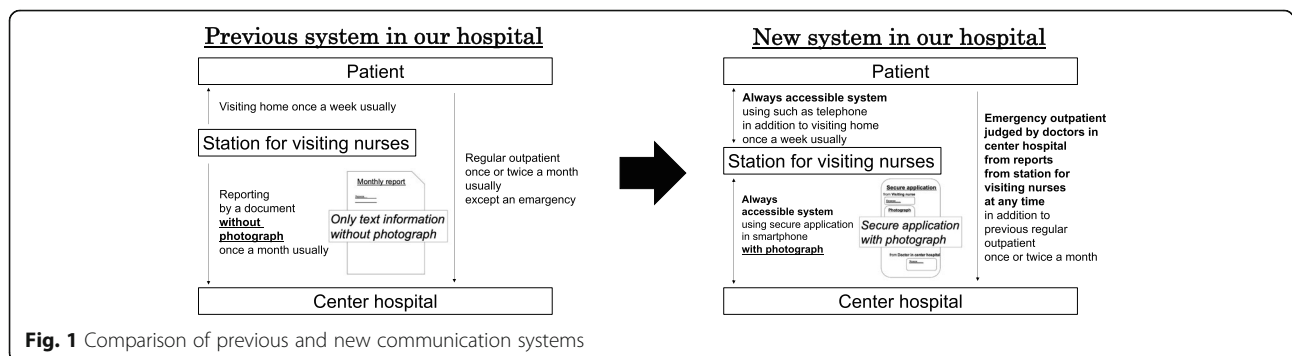 Previous system in our hospital
Patient
Visiting home once a week usually
Station for visiting nurses
Reporting
by a document
without
photograph
once a month usually
Monthly report
Only text information
without photograph
Regular outpatient
once or twice a month
usually
except an emargency
Center hospital
New system in our hospital
Patient
Always accessible system
using such as telephone
in addition to visiting home
once a week usually
Station for visiting nurses
Always
accessible system
using secure application
in smartphone
with photograph
Secure application
from Visiting nurse
Photograph
Secure application
with photograph
from Doctor in center hospital
Emergency outpatient
judged by doctors in
center hospital
from reports
from station for
visiting nurses
at any time
in addition to
previous regular
outpatient
once or twice a month
Center hospital
Fig. 1 Comparison of previous and new communication systems